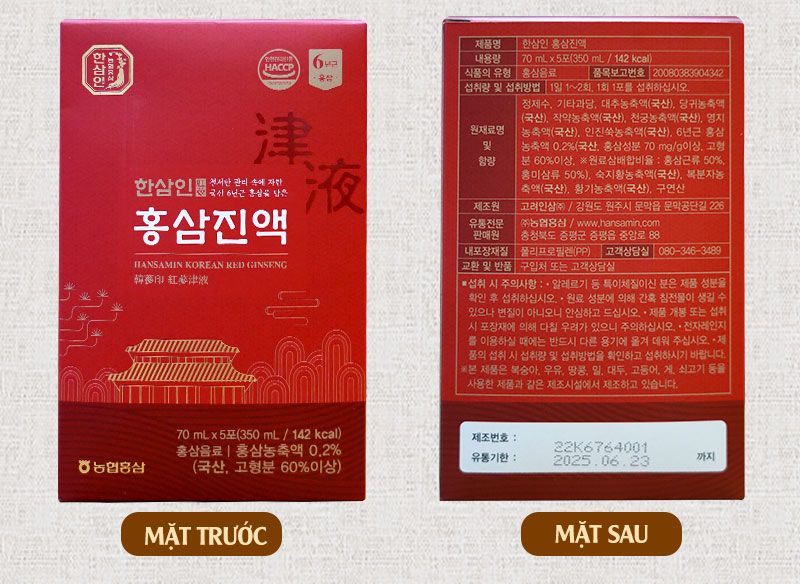 한삼인
안전관리인증
HACCP
6년근
홍삼
津液
한삼인 천서만 관리 속에 자란
국산 6년근 홍삼을 담은
홍삼진액
HANSAMIN KOREAN RED GINSENG
韓蔘印 紅蔘津液
70 mL x 5포(350 mL / 142 kcal)
홍삼음료 | 홍삼농축액 0.2%
(국산, 고형분 60%이상)
농협홍삼
MẶT TRƯỚC
제품명 한삼인 홍삼진액
내용량 70 mL x 5포(350 mL / 142 kcal)
식품의 유형 홍삼음료 품목보고번호 20080383904342
섭취량 및 섭취방법 1일 1~2회, 1회 1포를 섭취하십시오.
원재료명 및 함량
정제수, 기타과당, 대추농축액(국산), 당귀농축액
(국산), 작약농축액(국산), 천궁농축액(국산), 영지
농축액(국산), 인진쑥농축액(국산), 6년근 홍삼
농축액 0.2%(국산, 홍삼성분 70 mg/g이상, 고형
분 60%이상, ※원료삼배합비율 : 홍삼근류 50%,
홍미삼류 50%), 숙지황농축액(국산), 복분자농
축액(국산), 황기농축액(국산), 구연산
제조원 고려인삼㈜ / 강원도 원주시 문막읍 문막공단길 226
유통전문판매원 ㈜농협홍삼 / www.hansamin.com
충청북도 증평군 증평읍 중앙로 88
내포장재질 폴리프로필렌(PP) 고객상담실 080-346-3489
교환 및 반품 구입처 또는 고객상담실
■섭취 시 주의사항 : • 알레르기 등 특이체질이신 분은 제품 성분을
확인 후 섭취하십시오. • 원료 성분에 의해 간혹 침전물이 생길 수
있으나 변질이 아니오니 안심하고 드십시오. • 제품 개봉 또는 섭취
시 포장재에 의해 다칠 우려가 있으니 주의하십시오. • 전자레인지
를 이용하실 때에는 반드시 다른 용기에 옮겨 데워 주십시오. • 제
품의 섭취 시 섭취량 및 섭취방법을 확인하고 섭취하시기 바랍니다.
※본 제품은 복숭아, 우유, 땅콩, 밀, 대두, 고등어, 게, 쇠고기 등을
사용한 제품과 같은 제조시설에서 제조하고 있습니다.
제조번호 : 22K6764001
유통기한 : 2025.06.23 까지
MẶT SAU